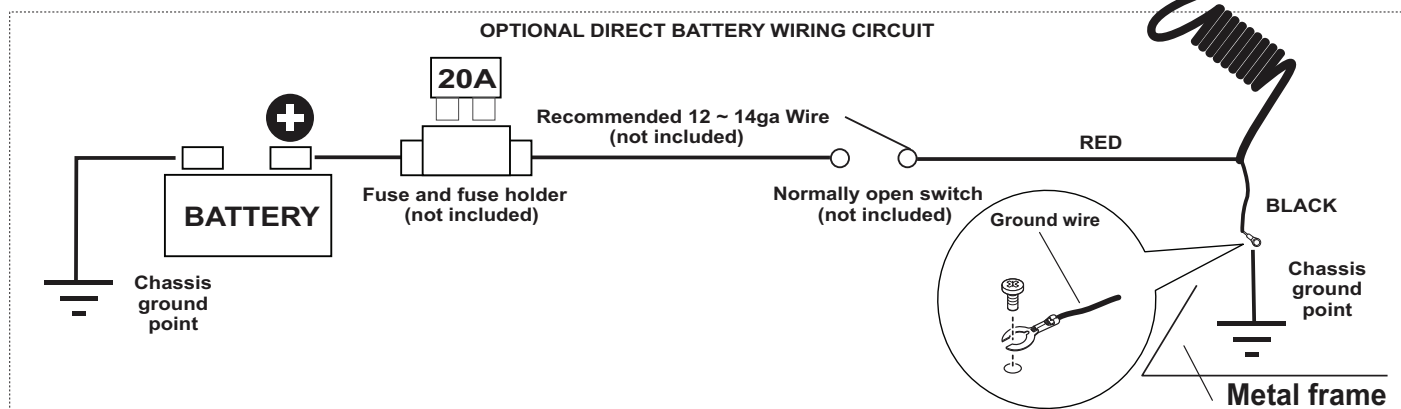 OPTIONAL DIRECT BATTERY WIRING CIRCUIT
20A
Recommended 12 ~ 14ga Wire
(not included)
RED
BATTERY
Fuse and fuse holder
(not included)
Normally open switch
(not included)
Ground wire
BLACK
Chassis
ground
point
Chassis
ground
point
Metal frame